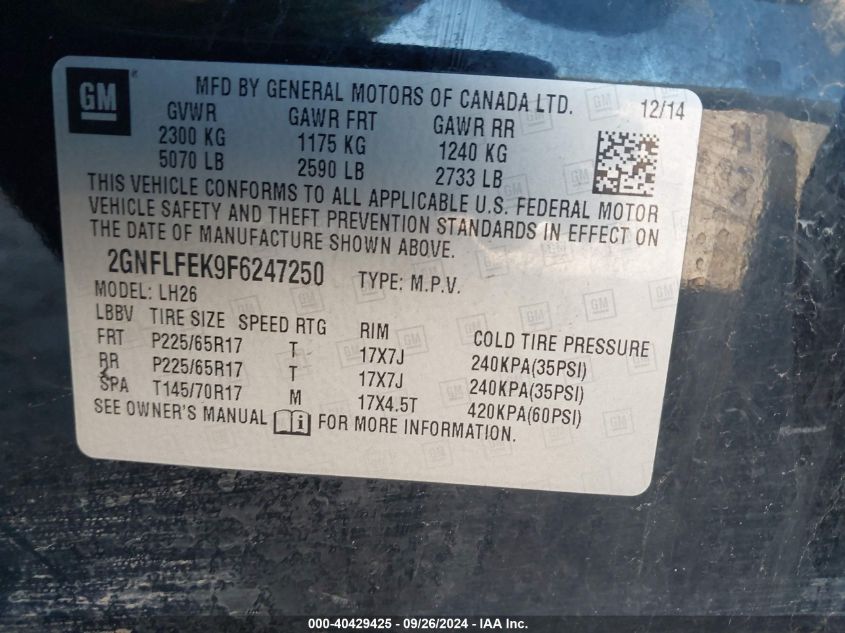 GM
MFD BY GENERAL MOTORS OF CANADA LTD. 12/14
GVWR GAWR FRT GAWR RR
2300 KG 1175 KG 1240 KG
5070 LB 2590 LB 2733 LB
THIS VEHICLE CONFORMS TO ALL APPLICABLE U.S. FEDERAL MOTOR
VEHICLE SAFETY AND THEFT PREVENTION STANDARDS IN EFFECT ON
THE DATE OF MANUFACTURE SHOWN ABOVE.
2GNFLFEK9F6247250 TYPE: M.P.V.
MODEL: LH26
LBBV TIRE SIZE SPEED RTG RIM COLD TIRE PRESSURE
FRT P225/65R17 T 17X7J 240KPA(35PSI)
RR P225/65R17 T 17X7J 240KPA(35PSI)
SPA T145/70R17 M 17X4.5T 420KPA(60PSI)
SEE OWNER'S MANUAL i FOR MORE INFORMATION.
000-40429425 - 09/26/2024 - IAA Inc.